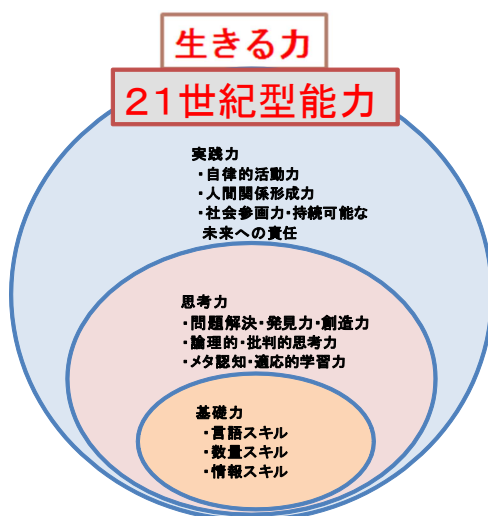 生きる力
21世紀型能力
実践力
・自律的活動力
・人間関係形成力
・社会参画力・持続可能な
未来への責任
思考力
・問題解決・発見力・創造力
・論理的・批判的思考力
・メタ認知・適応的学習力
基礎力
・言語スキル
・数量スキル
・情報スキル